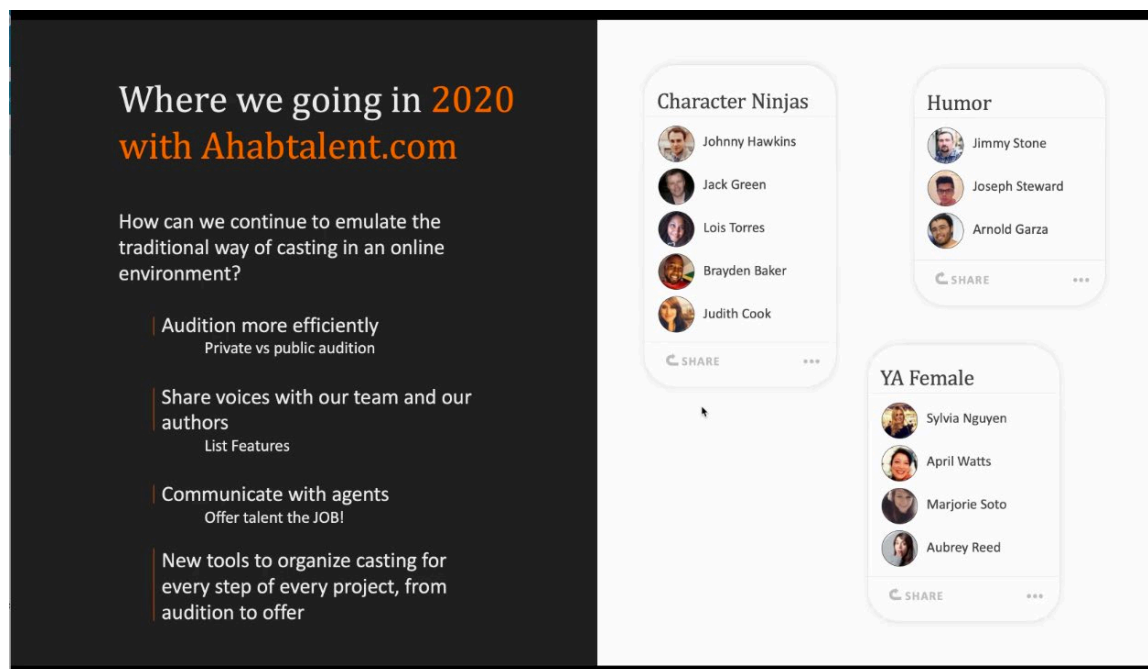 Where we going in 2020
with Ahabtalent.com
How can we continue to emulate the
traditional way of casting in an online
environment?
Audition more efficiently
Private vs public audition
Share voices with our team and our
authors
List Features
Communicate with agents
Offer talent the JOB!
New tools to organize casting for
every step of every project, from
audition to offer
Character Ninjas
Johnny Hawkins
Jack Green
Lois Torres
Brayden Baker
Judith Cook
SHARE
Humor
Jimmy Stone
Joseph Steward
Arnold Garza
SHARE
YA Female
Sylvia Nguyen
April Watts
Marjorie Soto
Aubrey Reed
SHARE